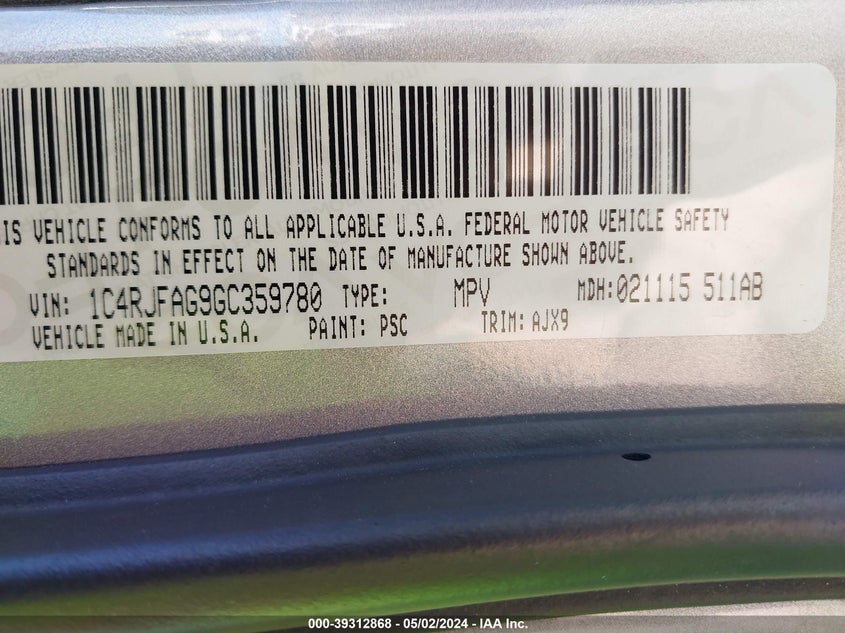 IS VEHICLE CONFORMS TO ALL APPLICABLE U.S.A. FEDERAL MOTOR VEHICLE SAFETY
STANDARDS IN EFFECT ON THE DATE OF MANUFACTURE SHOWN ABOVE.
VIN: 1C4RJFAG9GC359780 TYPE: MPV MDH:021115 511AB
VEHICLE MADE IN U.S.A. PAINT: PSC TRIM: AJX9
000-39312868 - 05/02/2024 - IAA Inc.